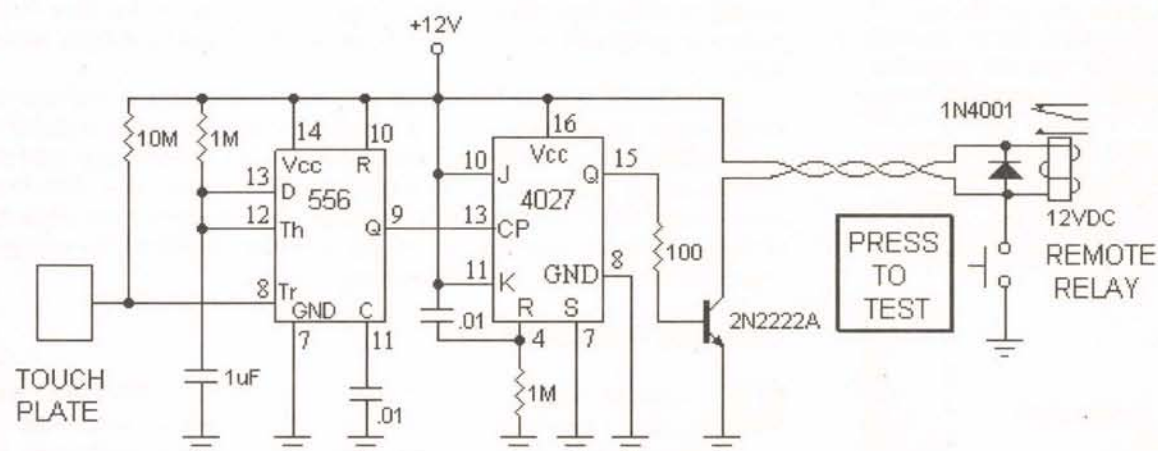 +12V
1N4001
10M
1M
14
10
16
Vcc
R
Vcc
10
J
Q
15
13
D
556
4027
12
Th
Q
9
13
CP
12VDC
100
PRESS
TO
TEST
REMOTE
RELAY
11
K
GND
8
8
Tr
GND
C
R
S
2N2222A
7
11
.01
4
7
TOUCH
PLATE
1uF
.01
1M